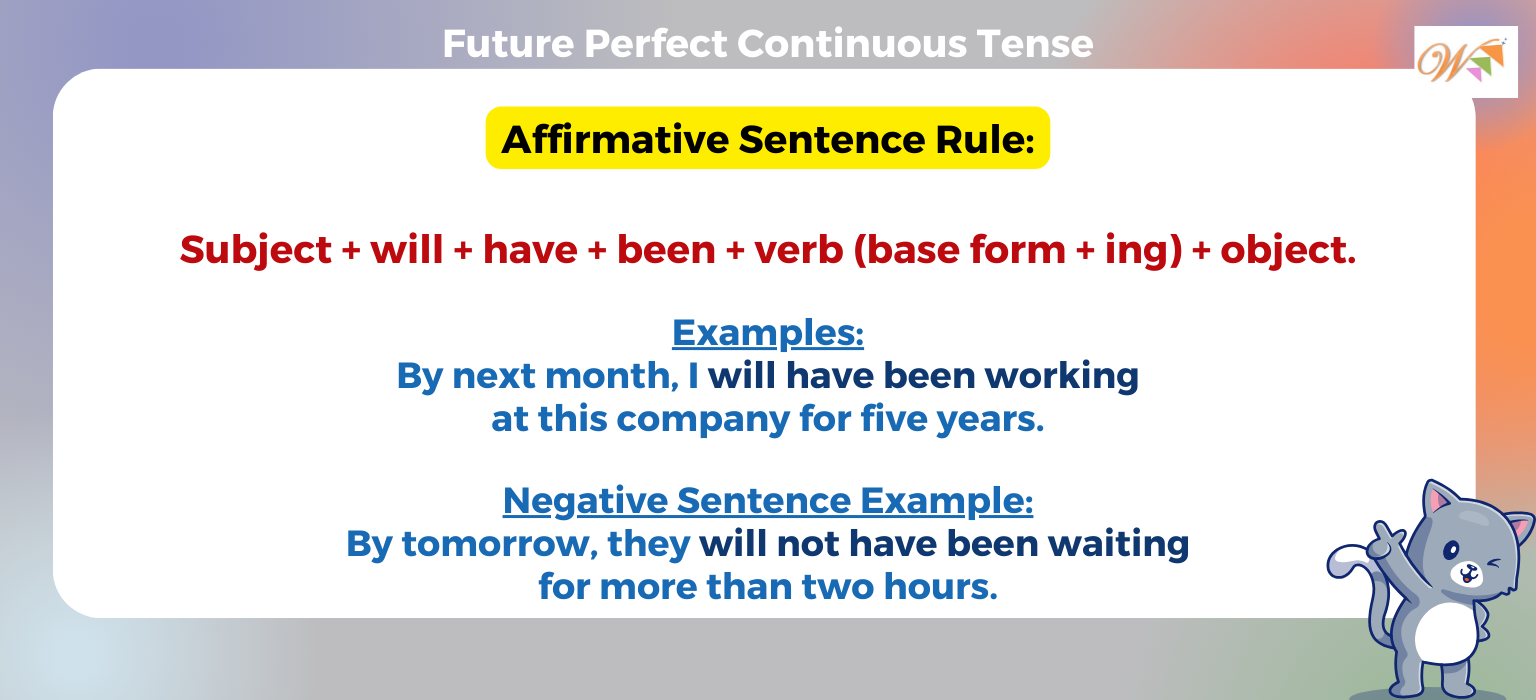 Future Perfect Continuous Tense
W
Affirmative Sentence Rule:
Subject + will + have + been + verb (base form + ing) + object.
Examples:
By next month, I will have been working
at this company for five years.
Negative Sentence Example:
By tomorrow, they will not have been waiting
for more than two hours.